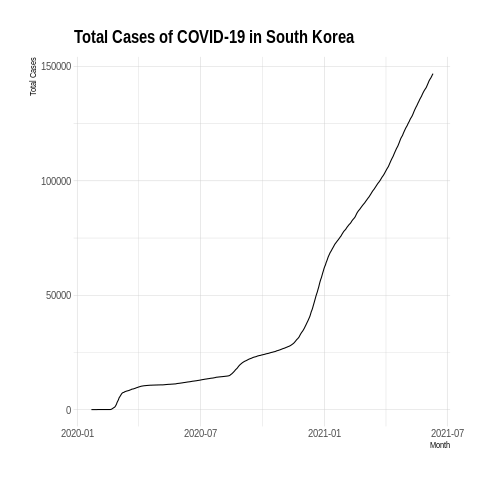 Total Cases of COVID-19 in South Korea
Total Cases
150000
100000
50000
0
2020-01 2020-07 2021-01 2021-07
Month